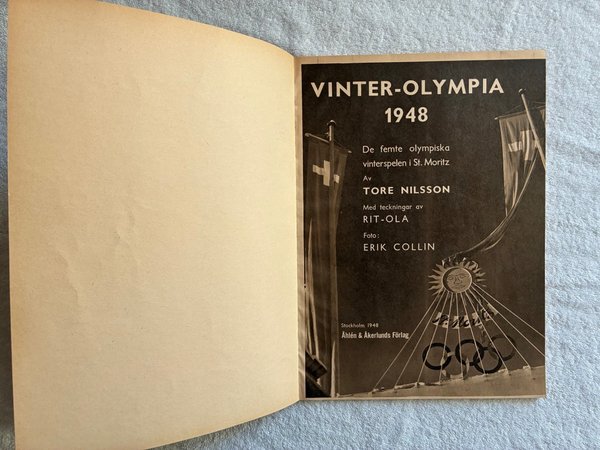 VINTER-OLYMPIA
1948
De femte olympiska
vinterspelen i St. Moritz
Av
TORE NILSSON
Med teckningar av
RIT-OLA
Foto:
ERIK COLLIN
Stockholm 1948
Åhlén & Åkerlunds Förlag